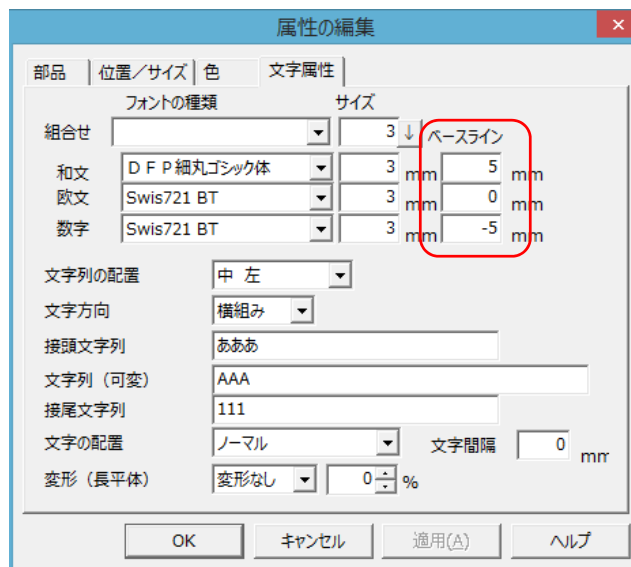 属性の編集
部品 位置／サイズ 色 文字属性
フォントの種類 サイズ
組合せ 3 ↓ ベースライン
和文 ＤＦＰ細丸ゴシック体 3 mm 5 mm
欧文 Swis721 BT 3 mm 0 mm
数字 Swis721 BT 3 mm -5 mm
文字列の配置 中 左
文字方向 横組み
接頭文字列 あああ
文字列（可変） AAA
接尾文字列 111
文字の配置 ノーマル 文字間隔 0 mm
変形（長平体） 変形なし 0 %
OK キャンセル 適用(A) ヘルプ